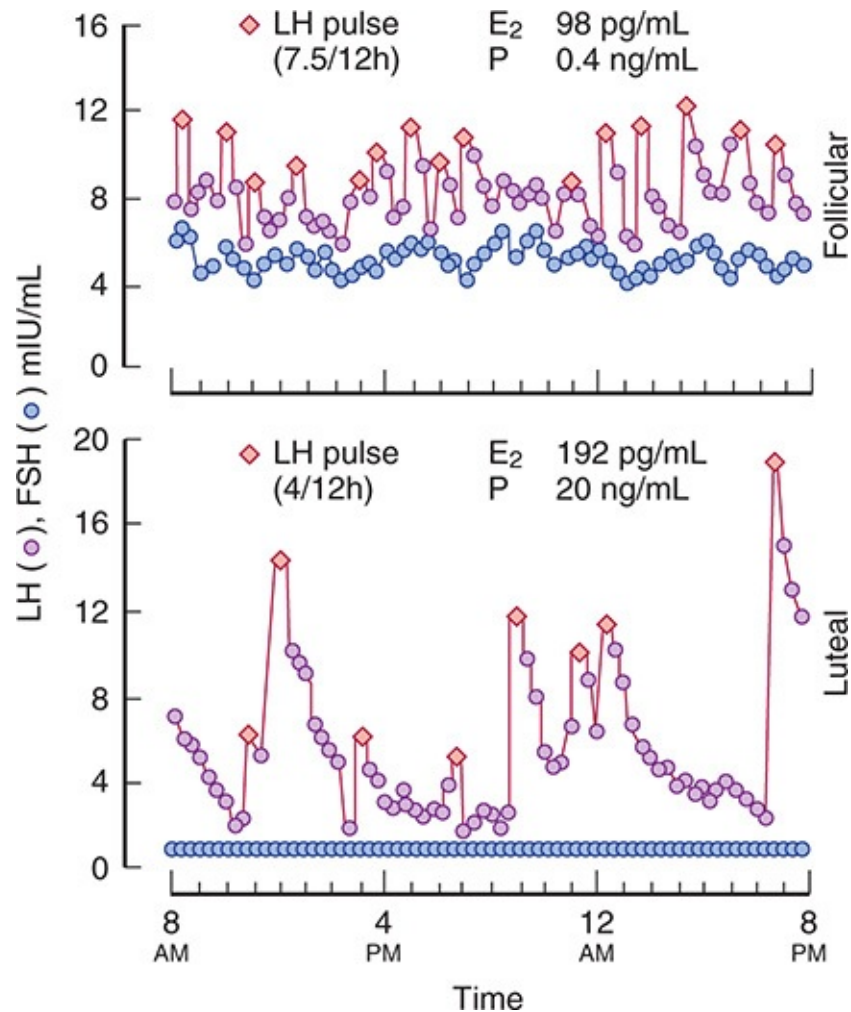 16
LH pulse
(7.5/12h)
E₂ 98 pg/mL
P 0.4 ng/mL
12
8
4
0
Follicular
LH ( ), FSH ( ) mIU/mL
20
LH pulse
(4/12h)
E₂ 192 pg/mL
P 20 ng/mL
16
12
8
4
0
Luteal
8 4 12 8
AM PM AM PM
Time